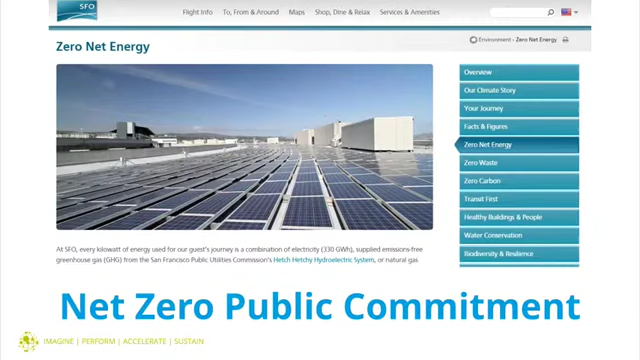 SFO
Flight Info To, From & Around Maps Shop, Dine & Relax Services & Amenities
Zero Net Energy
Environment › Zero Net Energy
Overview
Our Climate Story
Your Journey
Facts & Figures
Zero Net Energy
Zero Waste
Zero Carbon
Transit First
Healthy Buildings & People
Water Conservation
Biodiversity & Resilience
At SFO, every kilowatt of energy used for our guest's journey is a combination of electricity (330 GWh), supplied emissions-free
greenhouse gas (GHG) from the San Francisco Public Utilities Commission's Hetch Hetchy Hydroelectric System, or natural gas
Net Zero Public Commitment
IMAGINE | PERFORM | ACCELERATE | SUSTAIN